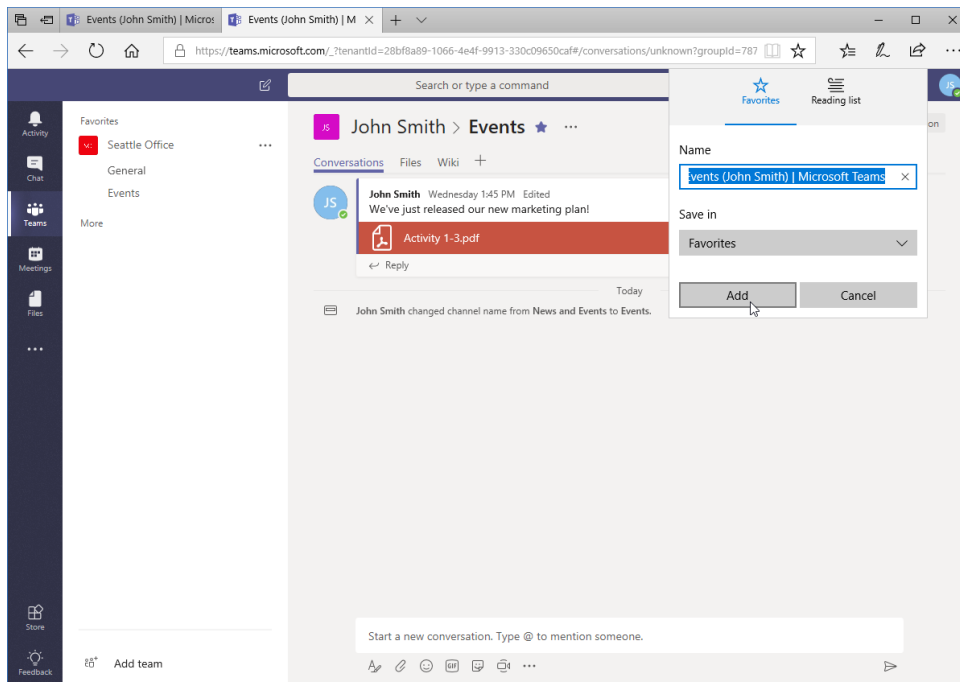 Events (John Smith) | Micros
Events (John Smith) | M
https://teams.microsoft.com/_?tenantId=28bf8a89-1066-4e4f-9913-330c09650caf#/conversations/unknown?groupId=787
Search or type a command
JS
Favorites
Reading list
on
Name
Events (John Smith) | Microsoft Teams
Save in
Favorites
Add
Cancel
Activity
Chat
Teams
Meetings
Files
Store
Feedback
Favorites
Seattle Office
General
Events
More
Add team
JS
John Smith > Events
Conversations
Files
Wiki
JS
John Smith Wednesday 1:45 PM Edited
We've just released our new marketing plan!
Activity 1-3.pdf
Reply
Today
John Smith changed channel name from News and Events to Events.
Start a new conversation. Type @ to mention someone.
GIF